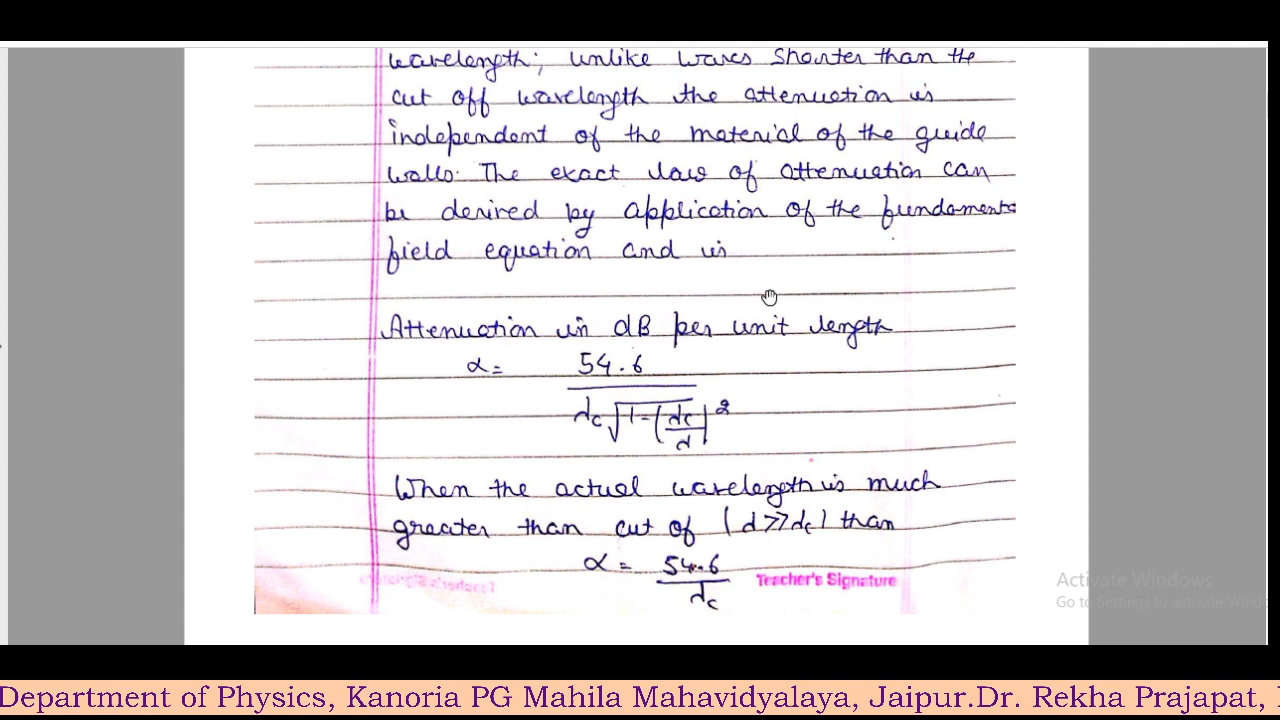 wavelength; unlike waves shorter than the
cut off wavelength the attenuation is
independent of the material of the guide
walls. The exact law of attenuation can
be derived by application of the fundamental
field equation and is
Attenuation in dB per unit length
α = 54.6 / λc √1-(λc/λ)²
When the actual wavelength is much
greater than cut of (λ>>λc) than
α = 54.6 / λc
Teacher's Signature
Activate Windows
Go to Settings to activate Windo
Department of Physics, Kanoria PG Mahila Mahavidyalaya, Jaipur.Dr. Rekha Prajapat,